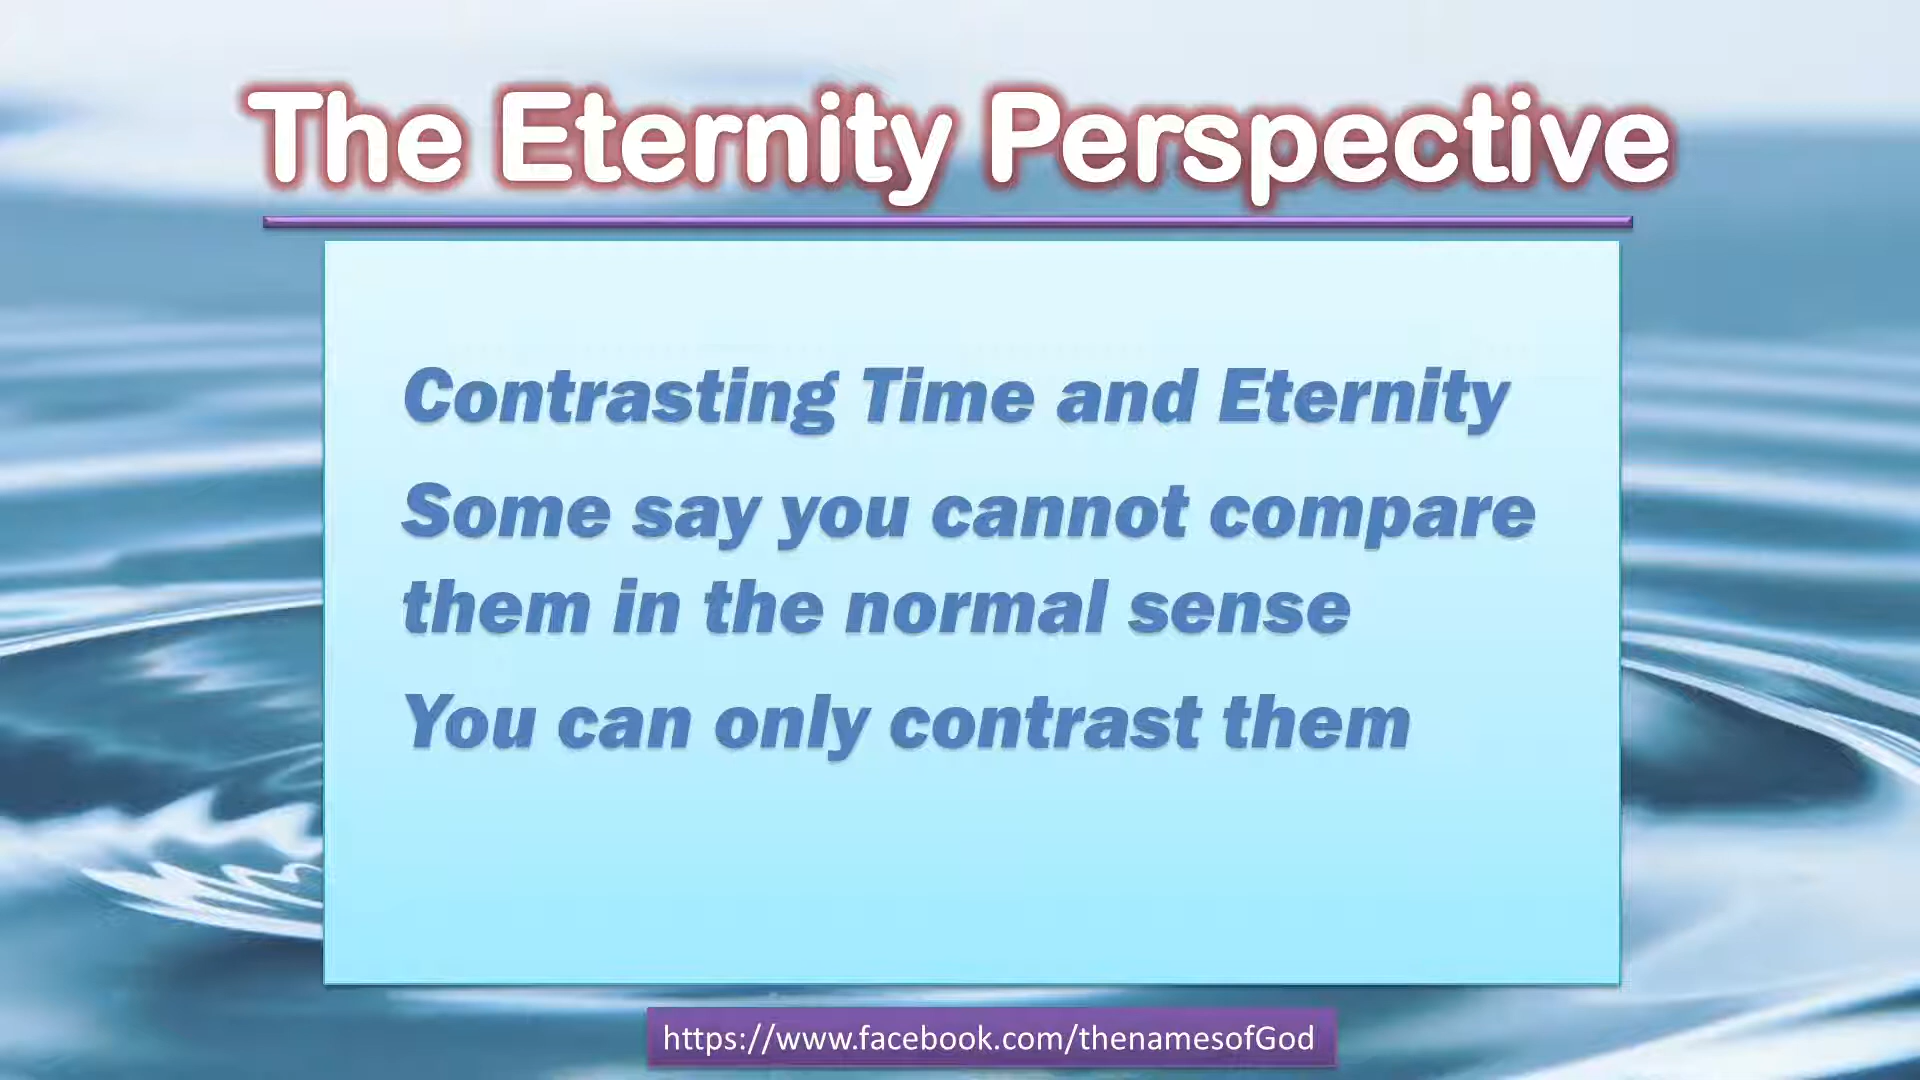 The Eternity Perspective
Contrasting Time and Eternity
Some say you cannot compare
them in the normal sense
You can only contrast them
https://www.facebook.com/thenamesofGod